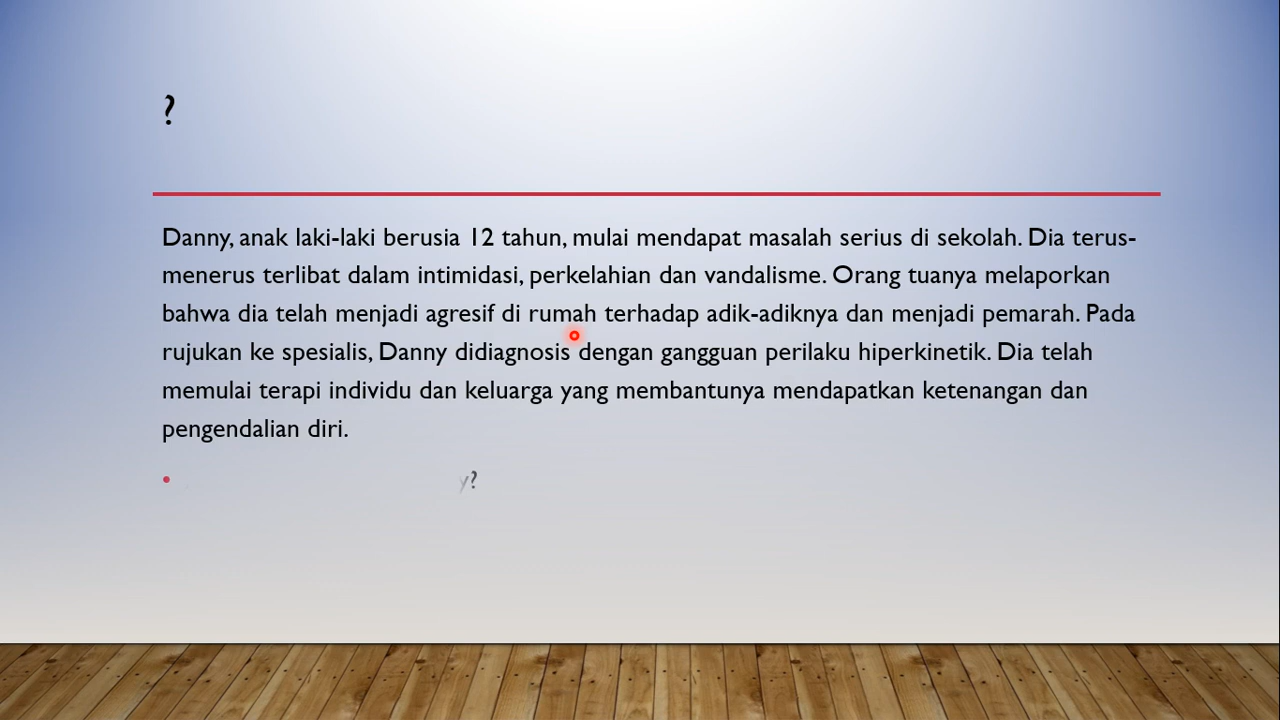 ?
Danny, anak laki-laki berusia 12 tahun, mulai mendapat masalah serius di sekolah. Dia terus-
menerus terlibat dalam intimidasi, perkelahian dan vandalisme. Orang tuanya melaporkan
bahwa dia telah menjadi agresif di rumah terhadap adik-adiknya dan menjadi pemarah. Pada
rujukan ke spesialis, Danny didiagnosis dengan gangguan perilaku hiperkinetik. Dia telah
memulai terapi individu dan keluarga yang membantunya mendapatkan ketenangan dan
pengendalian diri.
y?